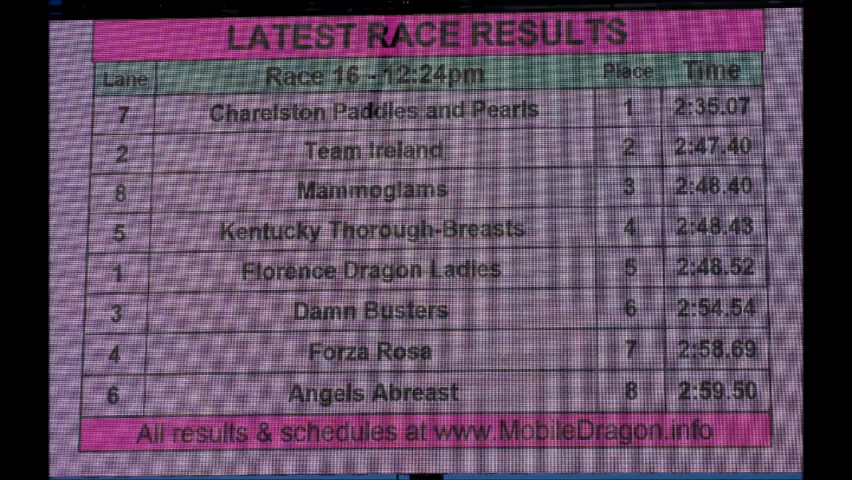 LATEST RACE RESULTS
Lane Race 16 - 12:24pm Place Time
7 Charelston Paddles and Pearls 1 2:35.07
2 Team Ireland 2 2:47.40
8 Mammoglams 3 2:48.40
5 Kentucky Thorough-Breasts 4 2:48.43
1 Florence Dragon Ladies 5 2:48.52
3 Damn Busters 6 2:54.54
4 Forza Rosa 7 2:58.69
6 Angels Abreast 8 2:59.50
All results & schedules at www.MobileDragon.info